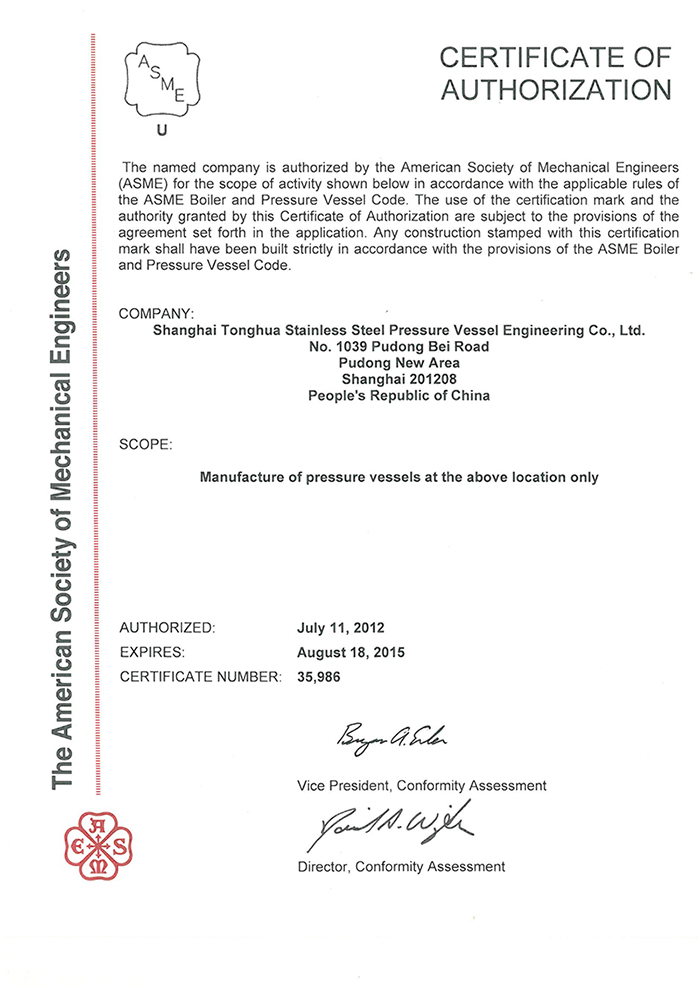 ASME
U
CERTIFICATE OF
AUTHORIZATION
The named company is authorized by the American Society of Mechanical Engineers
(ASME) for the scope of activity shown below in accordance with the applicable rules of
the ASME Boiler and Pressure Vessel Code. The use of the certification mark and the
authority granted by this Certificate of Authorization are subject to the provisions of the
agreement set forth in the application. Any construction stamped with this certification
mark shall have been built strictly in accordance with the provisions of the ASME Boiler
and Pressure Vessel Code.
The American Society of Mechanical Engineers
COMPANY:
Shanghai Tonghua Stainless Steel Pressure Vessel Engineering Co., Ltd.
No. 1039 Pudong Bei Road
Pudong New Area
Shanghai 201208
People's Republic of China
SCOPE:
Manufacture of pressure vessels at the above location only
AUTHORIZED: July 11, 2012
EXPIRES: August 18, 2015
CERTIFICATE NUMBER: 35,986
Vice President, Conformity Assessment
Director, Conformity Assessment
A
E S
M